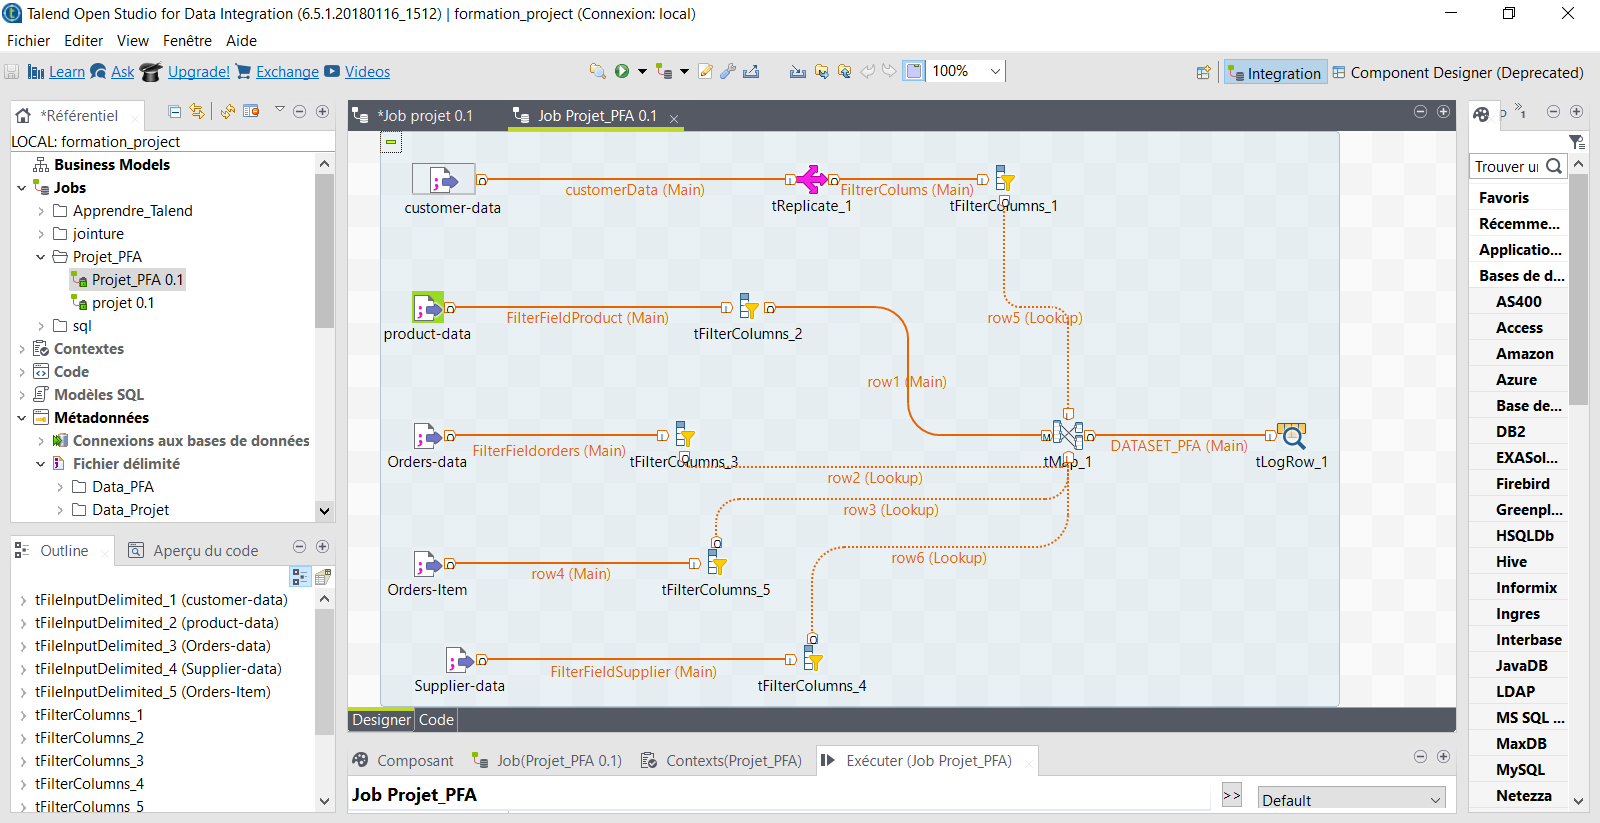 Talend Open Studio for Data Integration (6.5.1.20180116_1512) | formation_project (Connexion: local)
Fichier Editer View Fenêtre Aide
Learn Ask Upgrade! Exchange Videos 100% Integration Component Designer (Deprecated)
*Référentiel
LOCAL: formation_project
Business Models
Jobs
Apprendre_Talend
jointure
Projet_PFA
Projet_PFA 0.1
projet 0.1
sql
Contextes
Code
Modèles SQL
Métadonnées
Connexions aux bases de données
Fichier délimité
Data_PFA
Data_Projet
Outline Aperçu du code
tFileInputDelimited_1 (customer-data)
tFileInputDelimited_2 (product-data)
tFileInputDelimited_3 (Orders-data)
tFileInputDelimited_4 (Supplier-data)
tFileInputDelimited_5 (Orders-Item)
tFilterColumns_1
tFilterColumns_2
tFilterColumns_3
tFilterColumns_4
tFilterColumns_5
*Job projet 0.1 Job Projet_PFA 0.1
customerData (Main) FiltrerColums (Main)
customer-data tReplicate_1 tFilterColumns_1
FilterFieldProduct (Main) row5 (Lookup)
product-data tFilterColumns_2
row1 (Main)
FilterFieldorders (Main) DATASET_PFA (Main)
Orders-data tFilterColumns_3 tMap_1 tLogRow_1
row2 (Lookup)
row3 (Lookup)
row6 (Lookup)
row4 (Main)
Orders-Item tFilterColumns_5
FilterFieldSupplier (Main)
Supplier-data tFilterColumns_4
Designer Code
Composant Job(Projet_PFA 0.1) Contexts(Projet_PFA) Exécuter (Job Projet_PFA)
Job Projet_PFA >> Default
Trouver
Favoris
Récemme...
Applicatio...
Bases de d...
AS400
Access
Amazon
Azure
Base de...
DB2
EXASol...
Firebird
Greenpl...
HSQLDb
Hive
Informix
Ingres
Interbase
JavaDB
LDAP
MS SQL ...
MaxDB
MySQL
Netezza